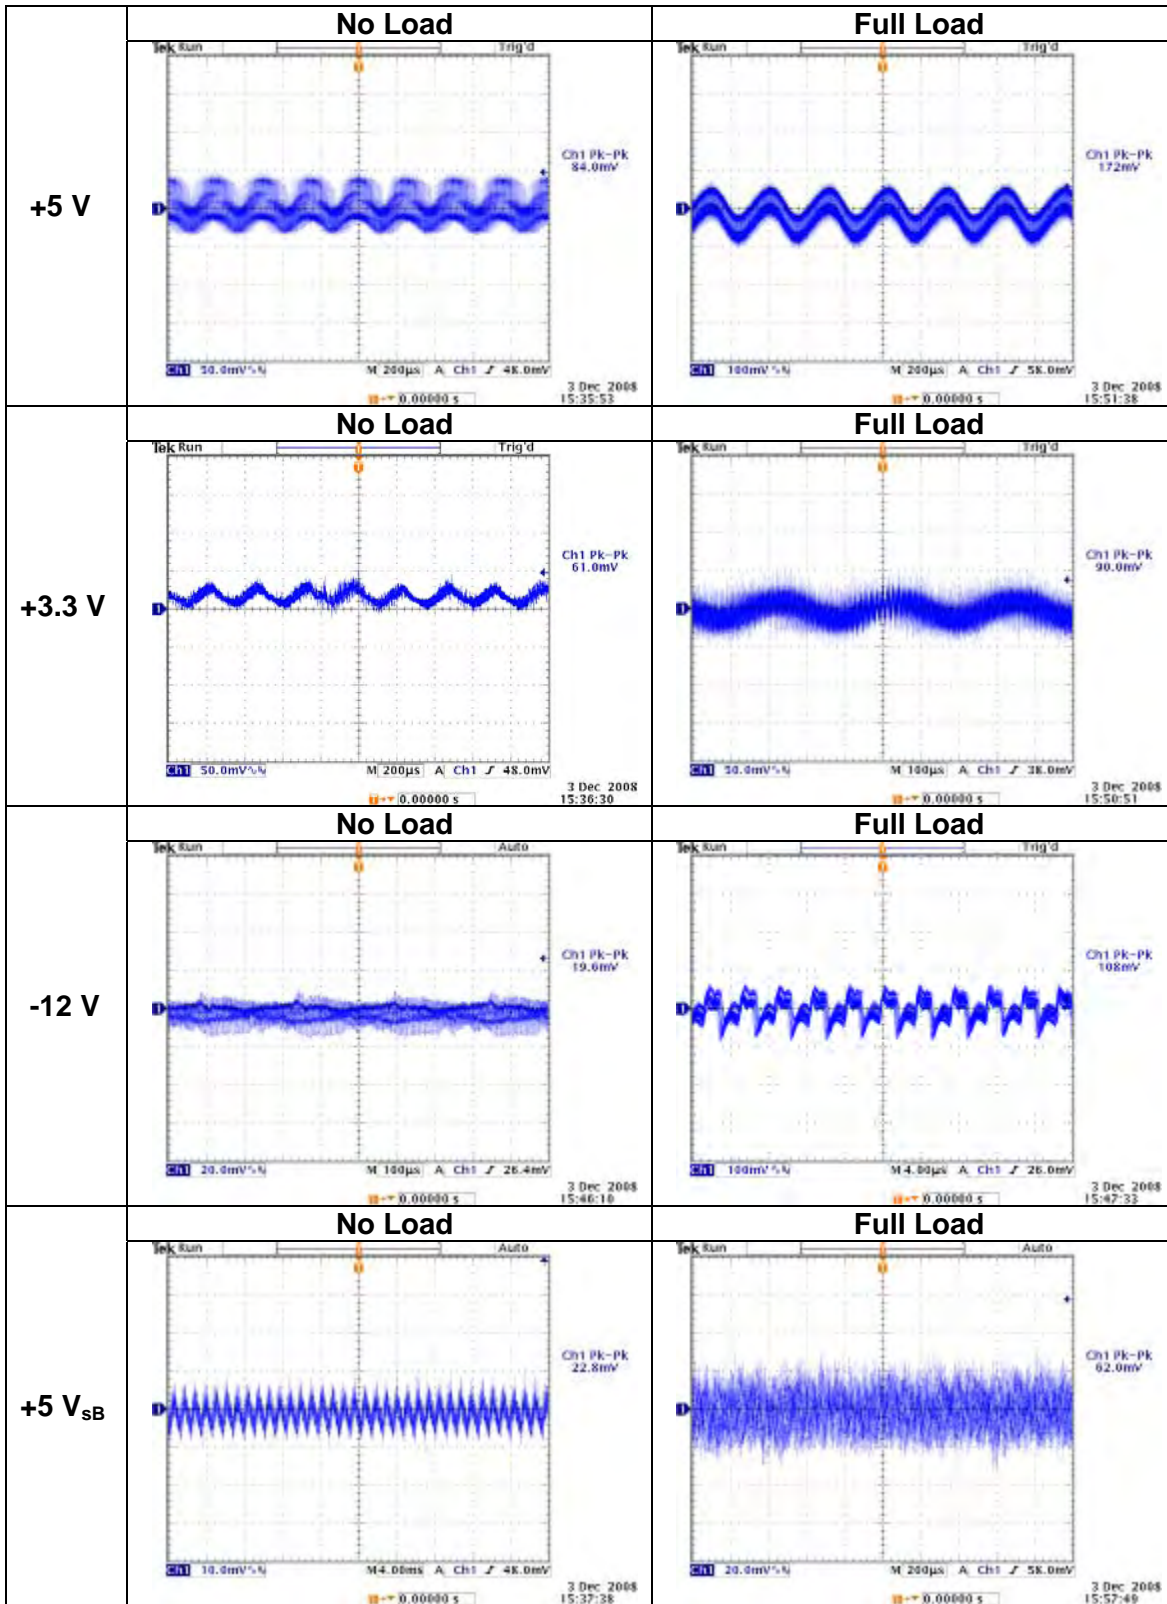 No Load
Full Load
+5 V
Tek Run Trig'd
Ch1 Pk-Pk
84.0mV
Ch1 50.0mV M 200µs A Ch1 48.0mV
3 Dec 2008
0.00000 s 15:35:53
Tek Run Trig'd
Ch1 Pk-Pk
172mV
Ch1 100mV M 200µs A Ch1 58.0mV
3 Dec 2008
0.00000 s 15:51:38
No Load
Full Load
+3.3 V
Tek Run Trig'd
Ch1 Pk-Pk
61.0mV
Ch1 50.0mV M 200µs A Ch1 48.0mV
3 Dec 2008
0.00000 s 15:36:30
Tek Run Trig'd
Ch1 Pk-Pk
90.0mV
Ch1 50.0mV M 100µs A Ch1 38.0mV
3 Dec 2008
0.00000 s 15:50:51
No Load
Full Load
-12 V
Tek Run Auto
Ch1 Pk-Pk
19.6mV
Ch1 20.0mV M 100µs A Ch1 26.4mV
3 Dec 2008
0.00000 s 15:46:10
Tek Run Trig'd
Ch1 Pk-Pk
108mV
Ch1 100mV M 4.00µs A Ch1 26.0mV
3 Dec 2008
0.00000 s 15:47:33
No Load
Full Load
+5 VsB
Tek Run Auto
Ch1 Pk-Pk
22.8mV
Ch1 10.0mV M 4.00ms A Ch1 48.0mV
3 Dec 2008
0.00000 s 15:37:38
Tek Run Auto
Ch1 Pk-Pk
62.0mV
Ch1 20.0mV M 200µs A Ch1 58.0mV
3 Dec 2008
0.00000 s 15:57:49